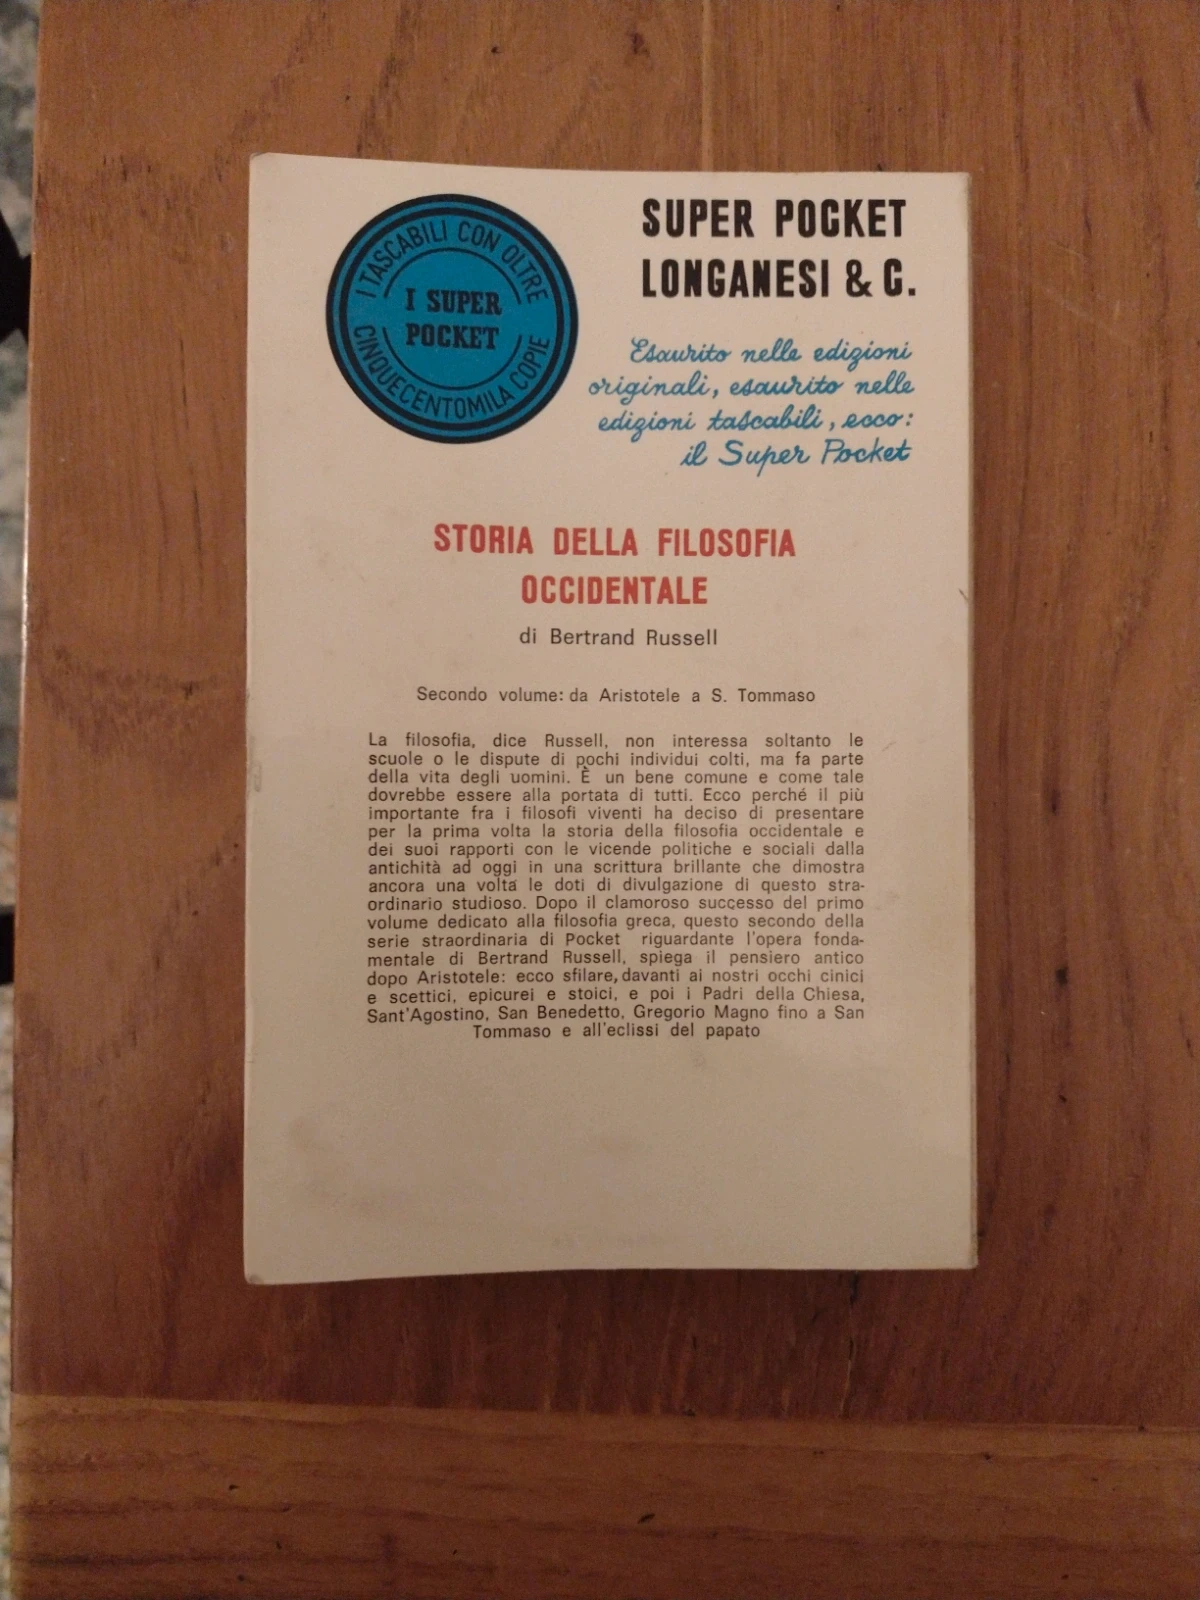 I TASCABILI CON OLTRE
I SUPER
POCKET
CINQUECENTOMILA COPIE
SUPER POCKET
LONGANESI & C.
Esaurito nelle edizioni
originali, esaurito nelle
edizioni tascabili, ecco:
il Super Pocket
STORIA DELLA FILOSOFIA
OCCIDENTALE
di Bertrand Russell
Secondo volume: da Aristotele a S. Tommaso
La filosofia, dice Russell, non interessa soltanto le
scuole o le dispute di pochi individui colti, ma fa parte
della vita degli uomini. È un bene comune e come tale
dovrebbe essere alla portata di tutti. Ecco perché il più
importante fra i filosofi viventi ha deciso di presentare
per la prima volta la storia della filosofia occidentale e
dei suoi rapporti con le vicende politiche e sociali dalla
antichità ad oggi in una scrittura brillante che dimostra
ancora una volta le doti di divulgazione di questo stra-
ordinario studioso. Dopo il clamoroso successo del primo
volume dedicato alla filosofia greca, questo secondo della
serie straordinaria di Pocket riguardante l'opera fonda-
mentale di Bertrand Russell, spiega il pensiero antico
dopo Aristotele: ecco sfilare, davanti ai nostri occhi cinici
e scettici, epicurei e stoici, e poi i Padri della Chiesa,
Sant'Agostino, San Benedetto, Gregorio Magno fino a San
Tommaso e all'eclissi del papato